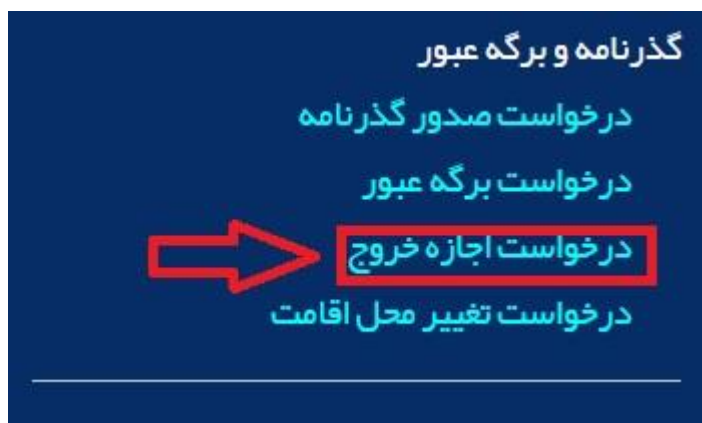 گذرنامه و برگه عبور
درخواست صدور گذرنامه
درخواست برگه عبور
درخواست اجازه خروج
درخواست تغییر محل اقامت